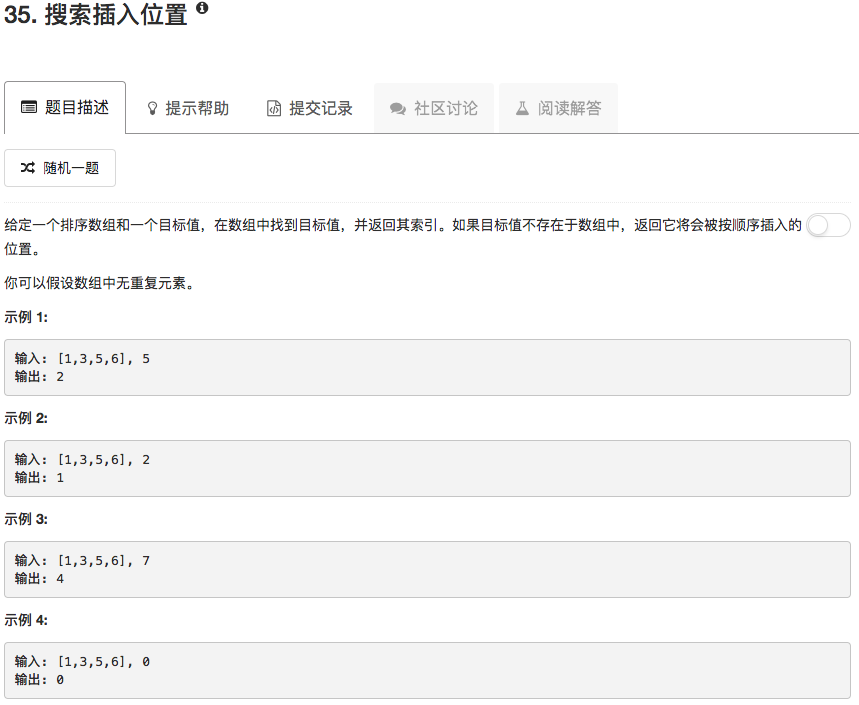 35. 搜索插入位置
题目描述 提示帮助 提交记录 社区讨论 阅读解答
随机一题
给定一个排序数组和一个目标值，在数组中找到目标值，并返回其索引。如果目标值不存在于数组中，返回它将会被按顺序插入的
位置。
你可以假设数组中无重复元素。
示例 1:
输入: [1,3,5,6], 5
输出: 2
示例 2:
输入: [1,3,5,6], 2
输出: 1
示例 3:
输入: [1,3,5,6], 7
输出: 4
示例 4:
输入: [1,3,5,6], 0
输出: 0